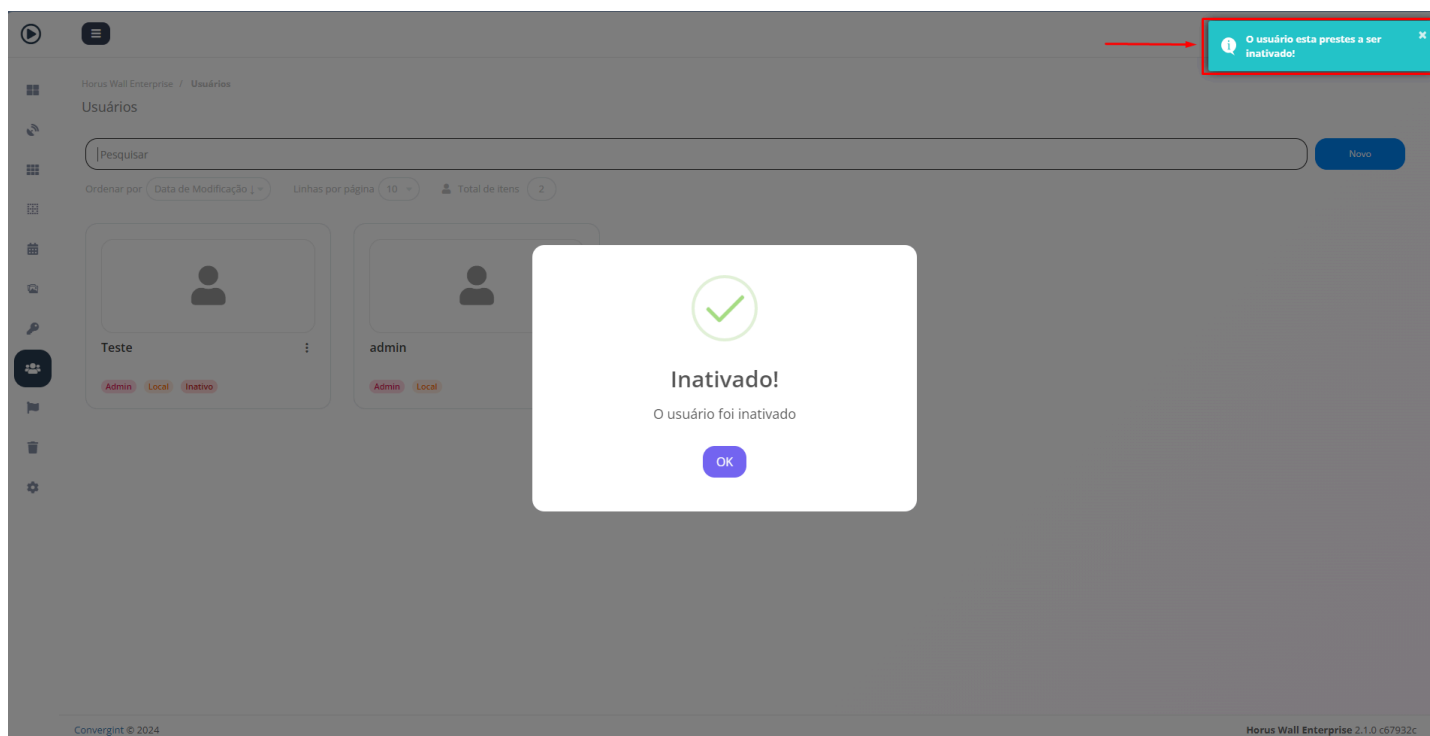 O usuário esta prestes a ser
inativado!
Horus Wall Enterprise / Usuários
Usuários
Pesquisar
Novo
Ordenar por Data de Modificação ↓ Linhas por página 10 Total de itens 2
Teste
Admin Local Inativo
admin
Admin Local
Inativado!
O usuário foi inativado
OK
Convergint © 2024
Horus Wall Enterprise 2.1.0 c67932c